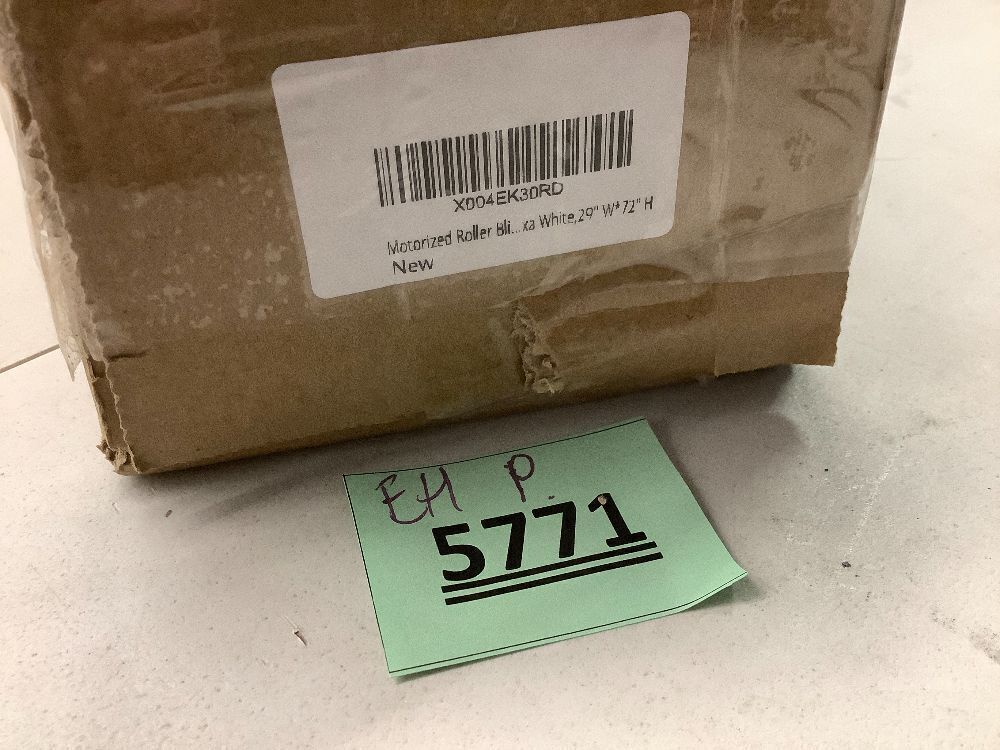 X004EK30RD
Motorized Roller Bli...xa White,29" W*72" H
New
EH P.
5771